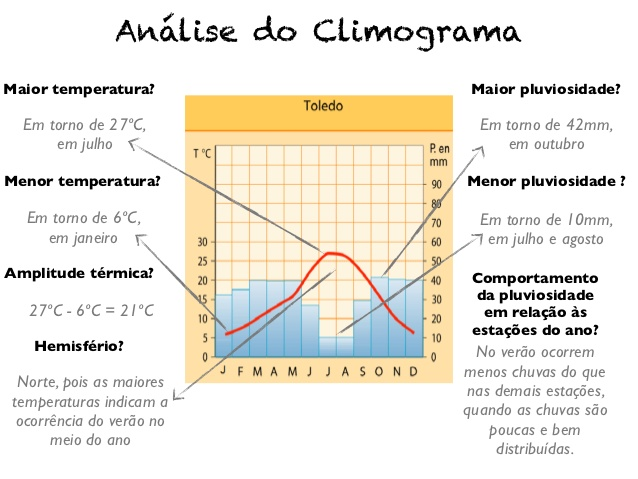 Análise do Climograma
Maior temperatura?
Em torno de 27ºC,
em julho
Menor temperatura?
Em torno de 6ºC,
em janeiro
Amplitude térmica?
27ºC - 6ºC = 21ºC
Hemisfério?
Norte, pois as maiores
temperaturas indicam a
ocorrência do verão no
meio do ano
Toledo
T °C
P. en
mm
90
80
70
30 60
25 50
20 40
15 30
10 20
5 10
0 0
J F M A M J J A S O N D
Maior pluviosidade?
Em torno de 42mm,
em outubro
Menor pluviosidade ?
Em torno de 10mm,
em julho e agosto
Comportamento
da pluviosidade
em relação às
estações do ano?
No verão ocorrem
menos chuvas do que
nas demais estações,
quando as chuvas são
poucas e bem
distribuídas.